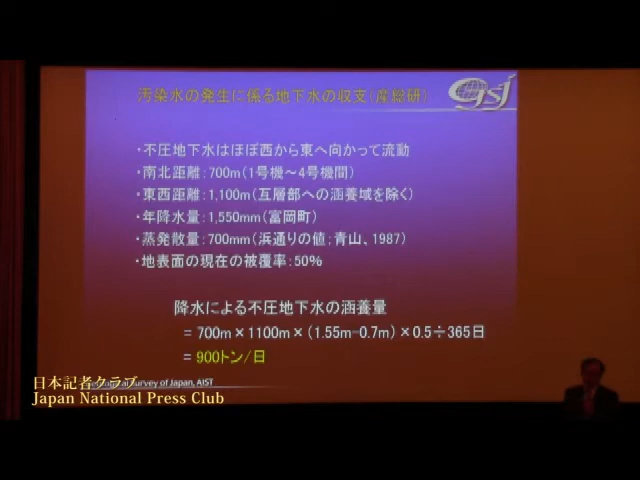 汚染水の発生に係る地下水の収支(産総研)
GSJ
・不圧地下水はほぼ西から東へ向かって流動
・南北距離:700m(1号機～4号機間)
・東西距離:1,100m(互層部への涵養域を除く)
・年降水量:1,550mm(富岡町)
・蒸発散量:700mm(浜通りの値;青山、1987)
・地表面の現在の被覆率:50%
降水による不圧地下水の涵養量
= 700m×1100m×(1.55m-0.7m)×0.5÷365日
= 900トン/日
日本記者クラブ
Survey of Japan, AIST
Japan National Press Club